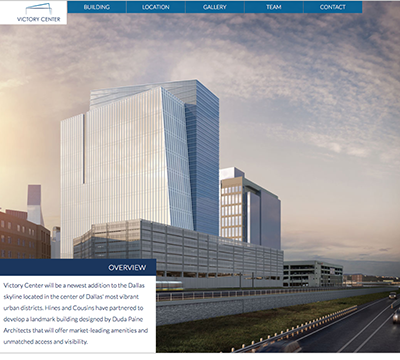 VICTORY CENTER
BUILDING
LOCATION
GALLERY
TEAM
CONTACT
OVERVIEW
Victory Center will be a newest addition to the Dallas
skyline located in the center of Dallas' most vibrant
urban districts. Hines and Cousins have partnered to
develop a landmark building designed by Duda Paine
Architects that will offer market-leading amenities and
unmatched access and visibility.